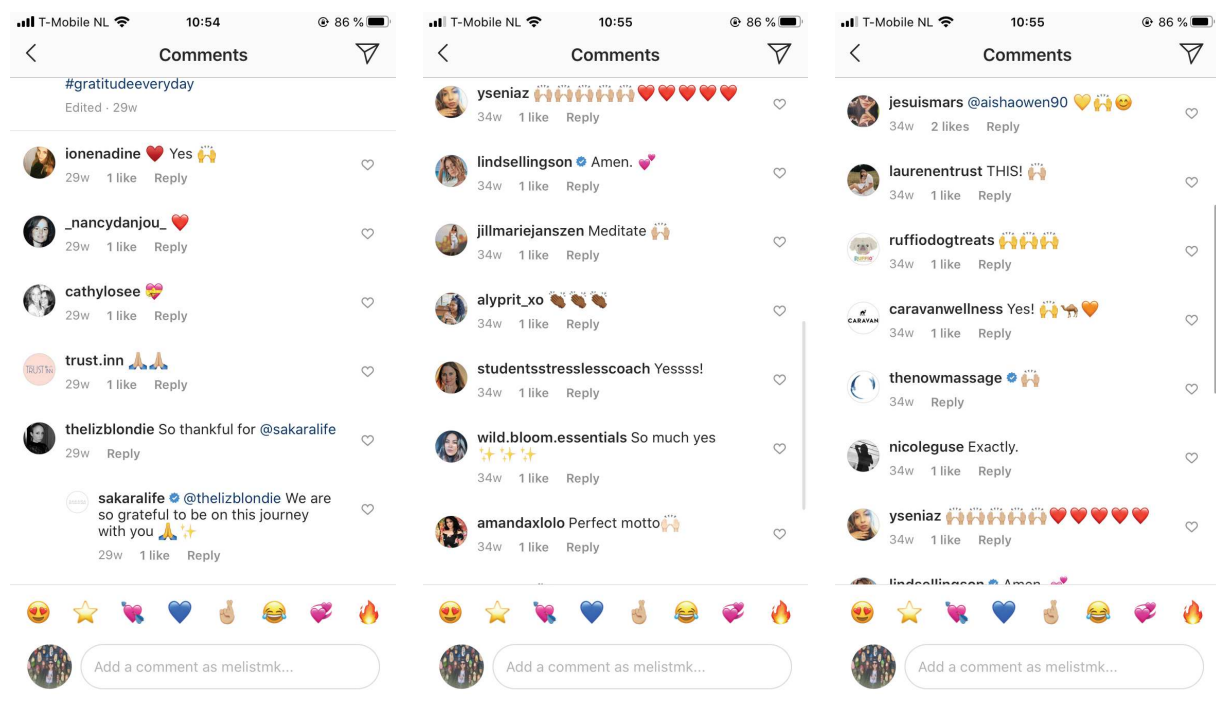 T-Mobile NL 10:54 86 %
Comments
#gratitudeeveryday
Edited · 29w
ionenadine ❤️ Yes 🙌
29w 1 like Reply
_nancydanjou_ ❤️
29w 1 like Reply
cathylosee 💝
29w 1 like Reply
TRUST INN
trust.inn 🙏🏼🙏🏼
29w 1 like Reply
thelizblondie So thankful for @sakaralife
29w Reply
sakaralife @thelizblondie We are
so grateful to be on this journey
with you 🙏✨
29w 1 like Reply
😍 ⭐ 💘 💙 🤞🏼 😂 💞 🔥
Add a comment as melistmk...
T-Mobile NL 10:55 86 %
Comments
yseniaz 🙌🏼🙌🏼🙌🏼🙌🏼🙌🏼❤️❤️❤️❤️❤️
34w 1 like Reply
lindsellingson Amen. 💕
34w 1 like Reply
jillmariejanszen Meditate 🙌🏼
34w 1 like Reply
alyprit_xo 👏🏾👏🏾👏🏾
34w 1 like Reply
studentsstresslesscoach Yessss!
34w 1 like Reply
wild.bloom.essentials So much yes
✨✨✨
34w 1 like Reply
amandaxlolo Perfect motto🙌🏼
34w 1 like Reply
😍 ⭐ 💘 💙 🤞🏼 😂 💞 🔥
Add a comment as melistmk...
T-Mobile NL 10:55 86 %
Comments
jesuismars @aishaowen90 💛🙌😊
34w 2 likes Reply
laurenentrust THIS! 🙌🏼
34w 1 like Reply
ruffiodogtreats 🙌🙌🙌
34w 1 like Reply
CARAVAN
caravanwellness Yes! 🙌🐪🧡
34w 1 like Reply
thenowmassage 🙌🏼
34w Reply
nicoleguse Exactly.
34w 1 like Reply
yseniaz 🙌🏼🙌🏼🙌🏼🙌🏼🙌🏼❤️❤️❤️❤️❤️
34w 1 like Reply
lindsellingson Amen. 💕
😍 ⭐ 💘 💙 🤞🏼 😂 💞 🔥
Add a comment as melistmk...